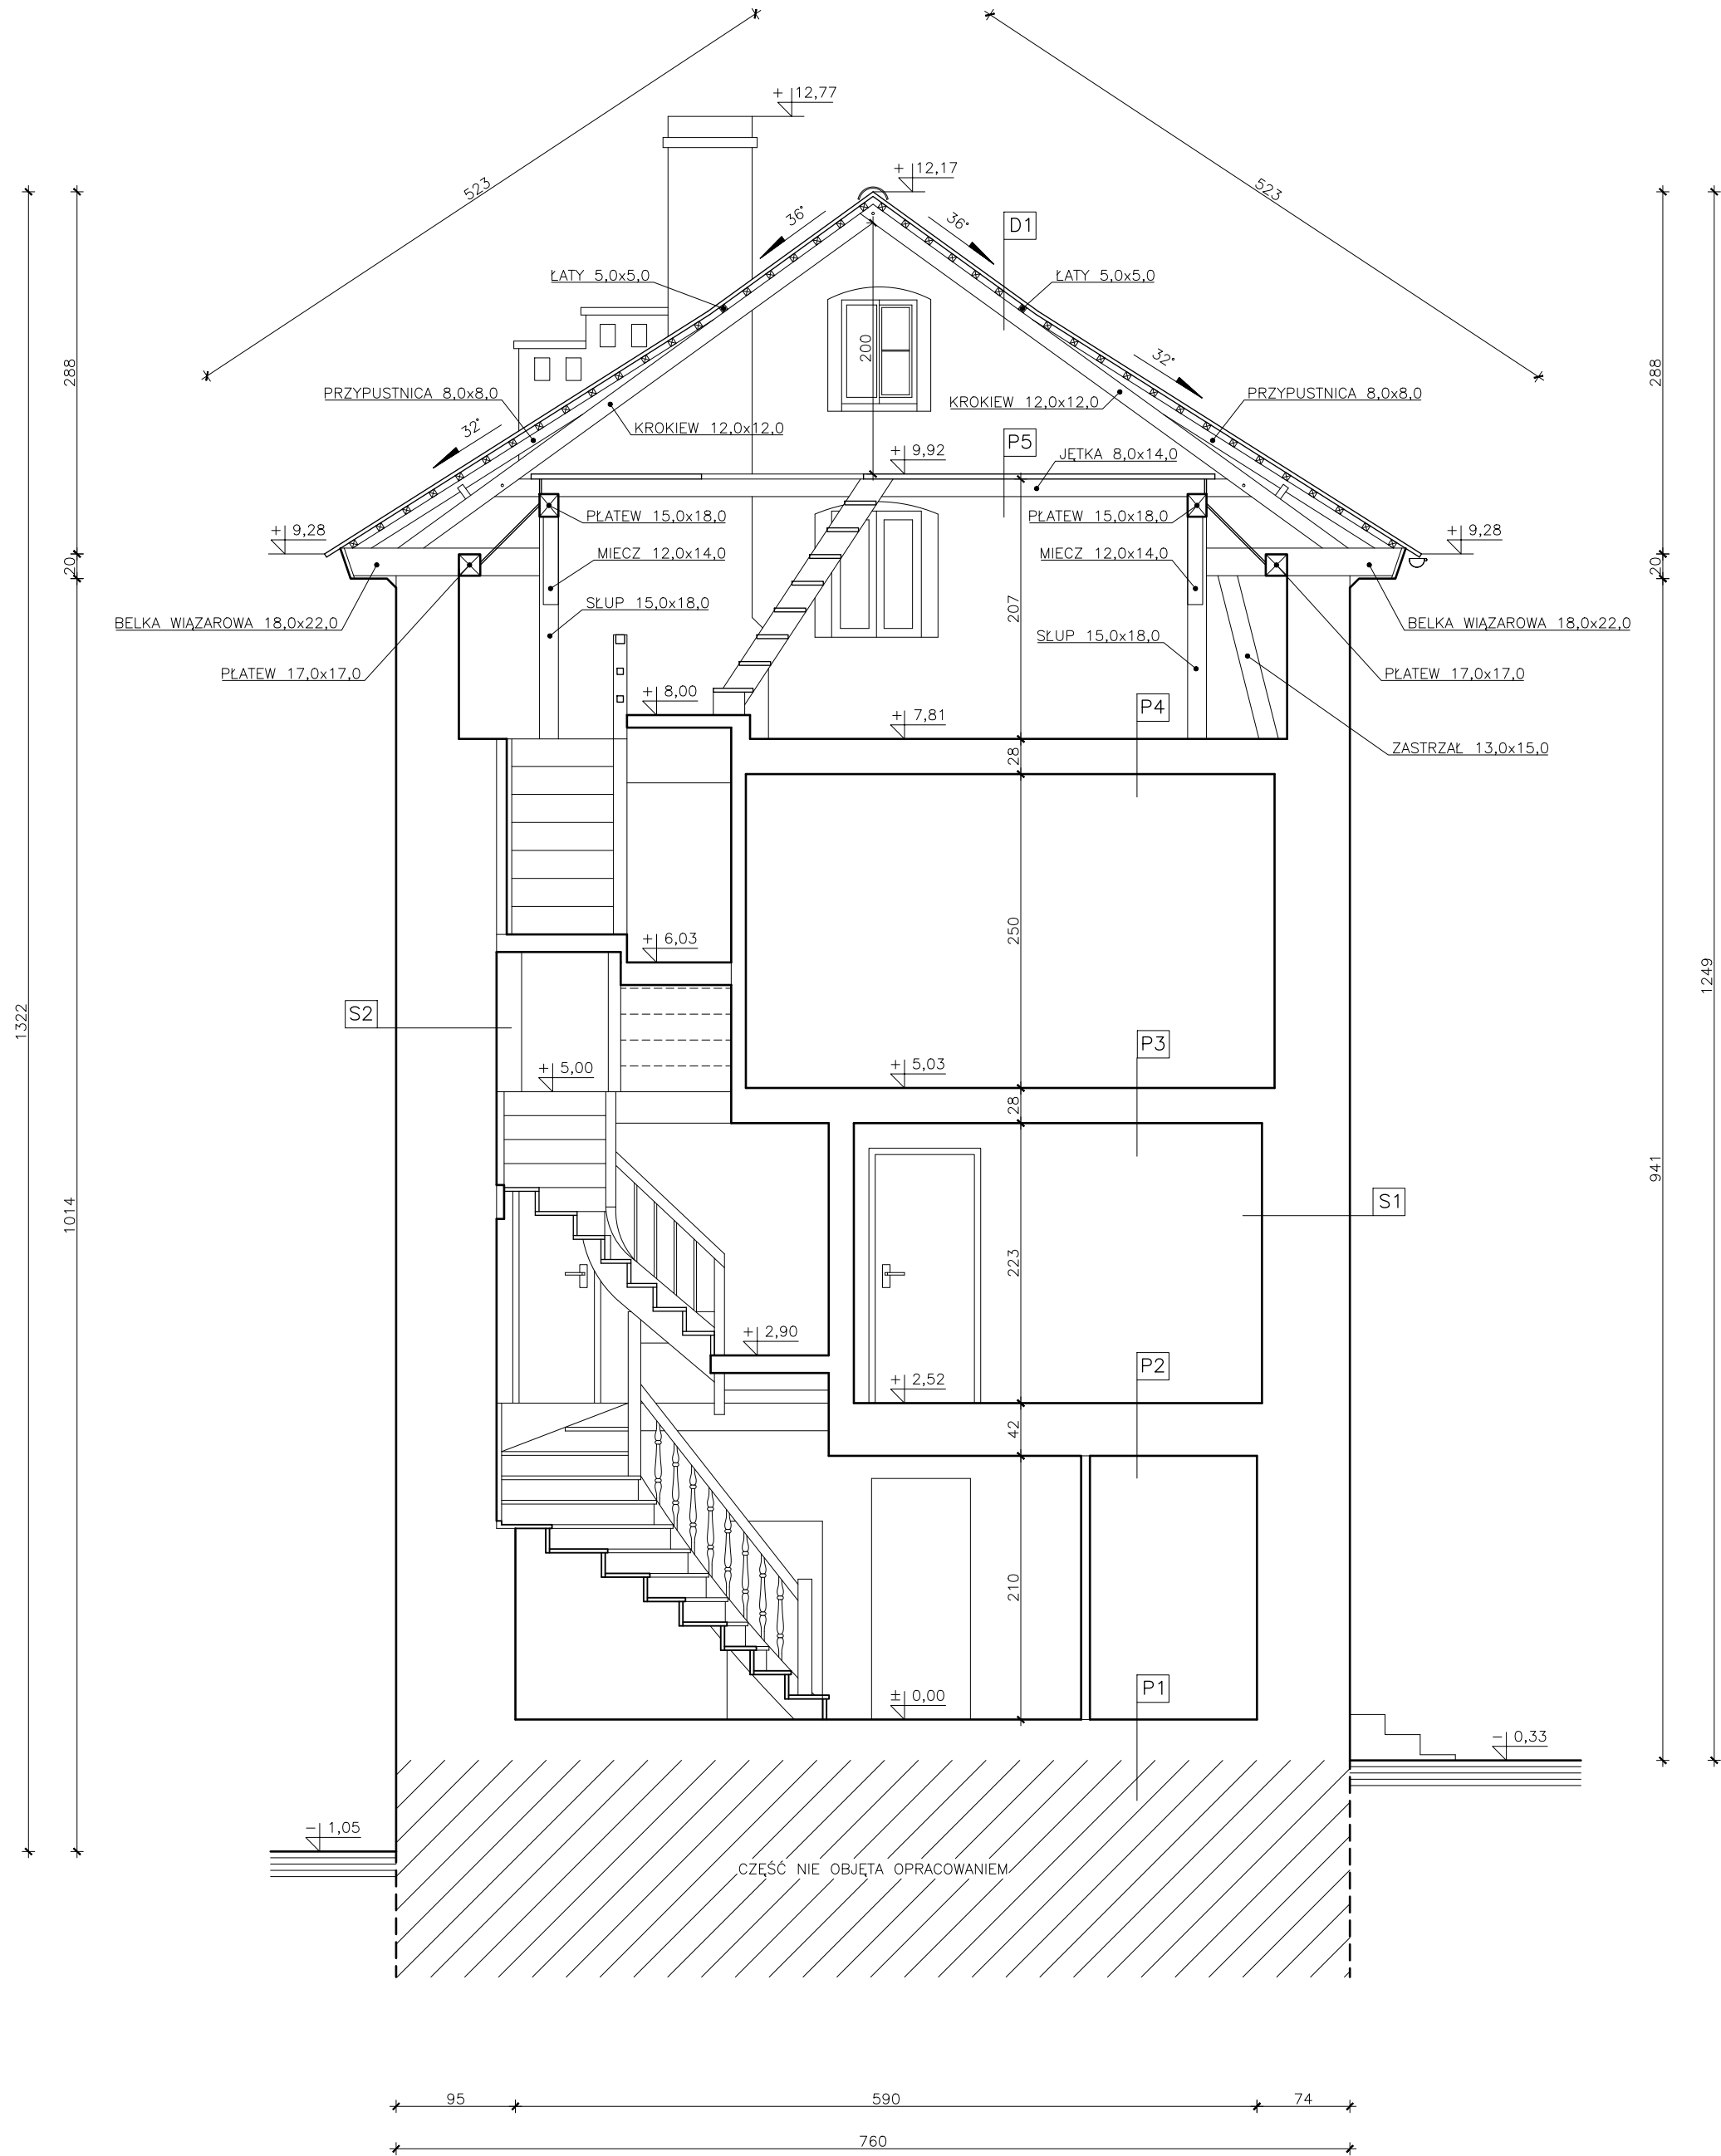 + 12,77
+ 12,17
523
523
36°
36°
D1
ŁATY 5,0x5,0
ŁATY 5,0x5,0
288
200
288
32°
PRZYPUSTNICA 8,0x8,0
KROKIEW 12,0x12,0
PRZYPUSTNICA 8,0x8,0
32°
KROKIEW 12,0x12,0
P5
+ 9,92
JĘTKA 8,0x14,0
PŁATEW 15,0x18,0
PŁATEW 15,0x18,0
+ 9,28
+ 9,28
MIECZ 12,0x14,0
MIECZ 12,0x14,0
20
20
SŁUP 15,0x18,0
207
BELKA WIĄZAROWA 18,0x22,0
BELKA WIĄZAROWA 18,0x22,0
SŁUP 15,0x18,0
PŁATEW 17,0x17,0
PŁATEW 17,0x17,0
+ 8,00
P4
+ 7,81
ZASTRZAŁ 13,0x15,0
28
250
+ 6,03
1249
S2
1322
P3
+ 5,00
+ 5,03
28
941
S1
1014
223
+ 2,90
P2
+ 2,52
42
210
P1
± 0,00
− 0,33
− 1,05
CZĘŚĆ NIE OBJĘTA OPRACOWANIEM
95
590
74
760